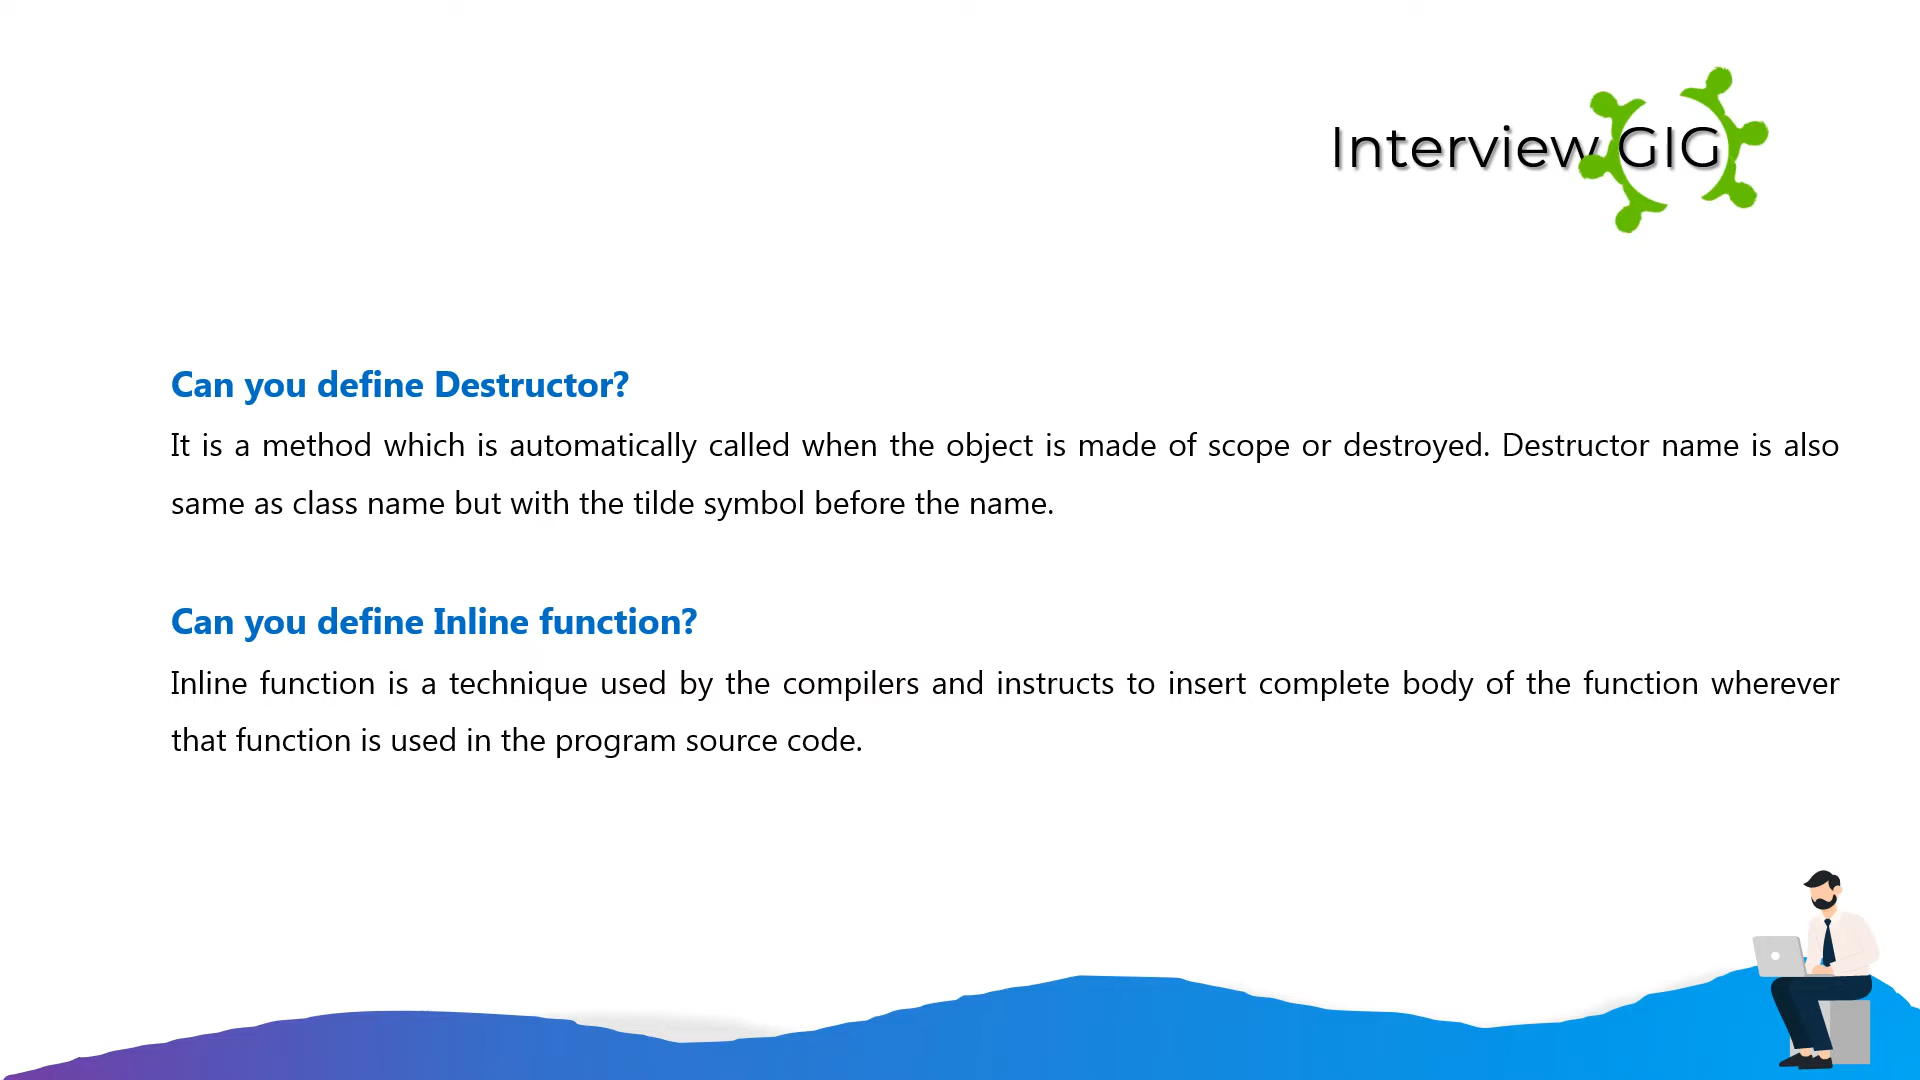 Interview GIG
Can you define Destructor?
It is a method which is automatically called when the object is made of scope or destroyed. Destructor name is also
same as class name but with the tilde symbol before the name.
Can you define Inline function?
Inline function is a technique used by the compilers and instructs to insert complete body of the function wherever
that function is used in the program source code.